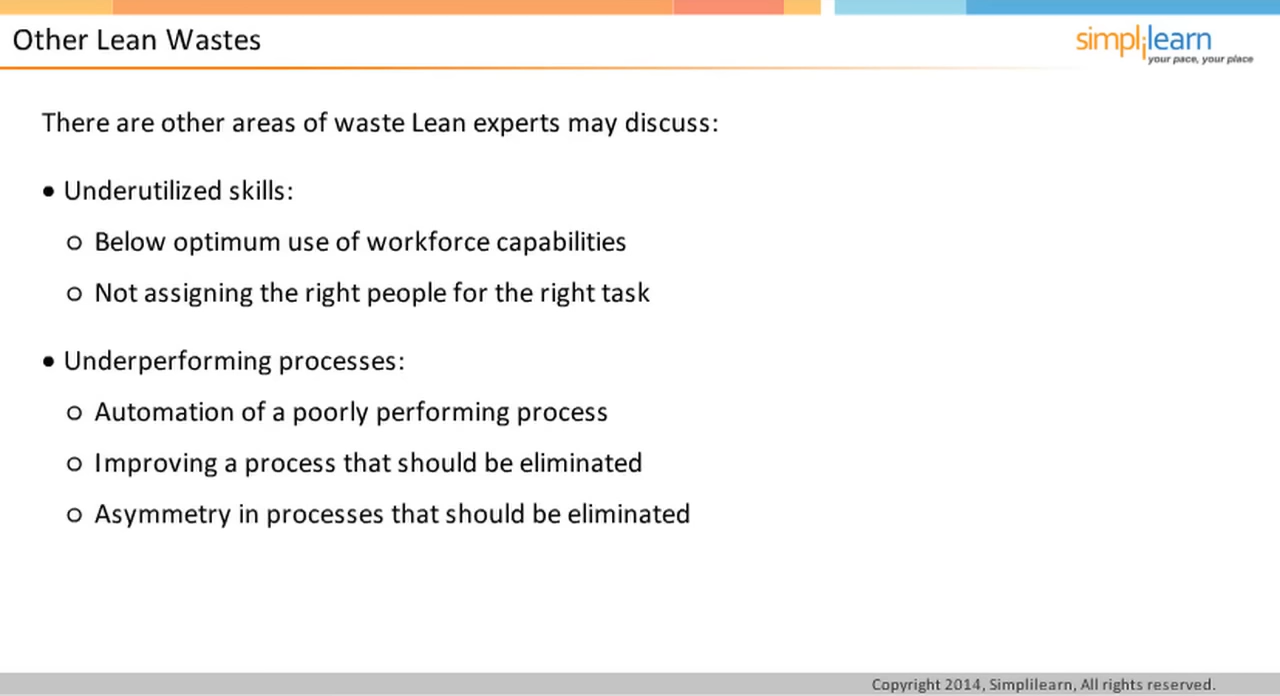 Other Lean Wastes
simplilearn
your pace, your place
There are other areas of waste Lean experts may discuss:
• Underutilized skills:
o Below optimum use of workforce capabilities
o Not assigning the right people for the right task
• Underperforming processes:
o Automation of a poorly performing process
o Improving a process that should be eliminated
o Asymmetry in processes that should be eliminated
Copyright 2014, Simplilearn, All rights reserved.